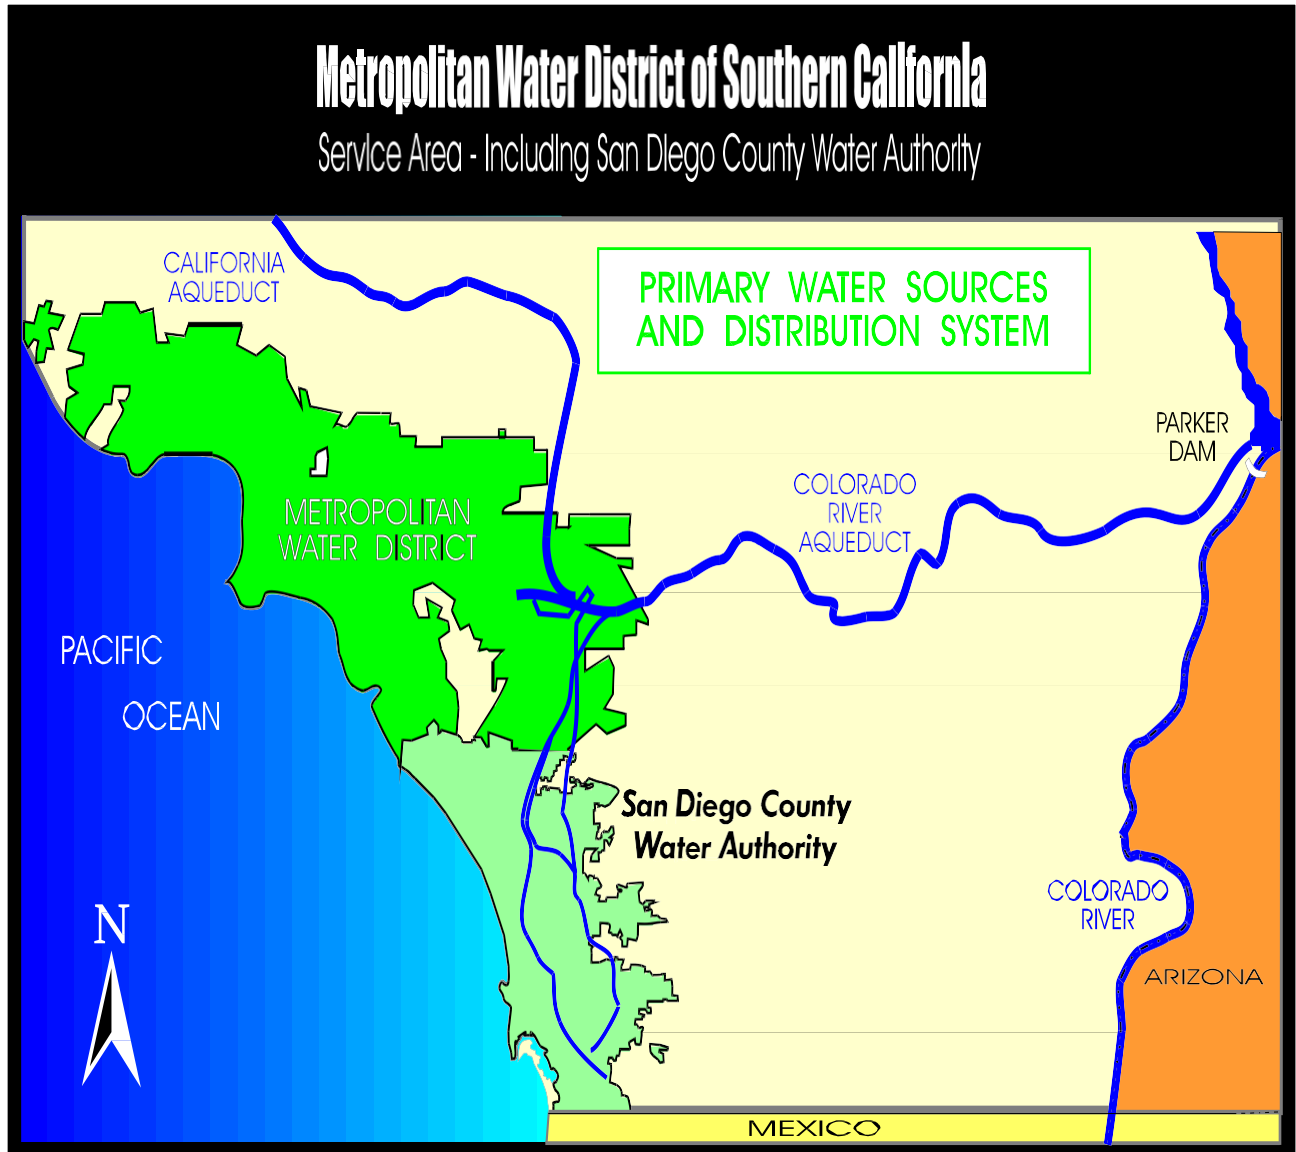 Metropolitan Water District of Southern California
Service Area - Including San Diego County Water Authority
CALIFORNIA
AQUEDUCT
PRIMARY WATER SOURCES
AND DISTRIBUTION SYSTEM
PARKER
DAM
COLORADO
RIVER
AQUEDUCT
METROPOLITAN
WATER DISTRICT
PACIFIC
OCEAN
San Diego County
Water Authority
COLORADO
RIVER
N
ARIZONA
MEXICO